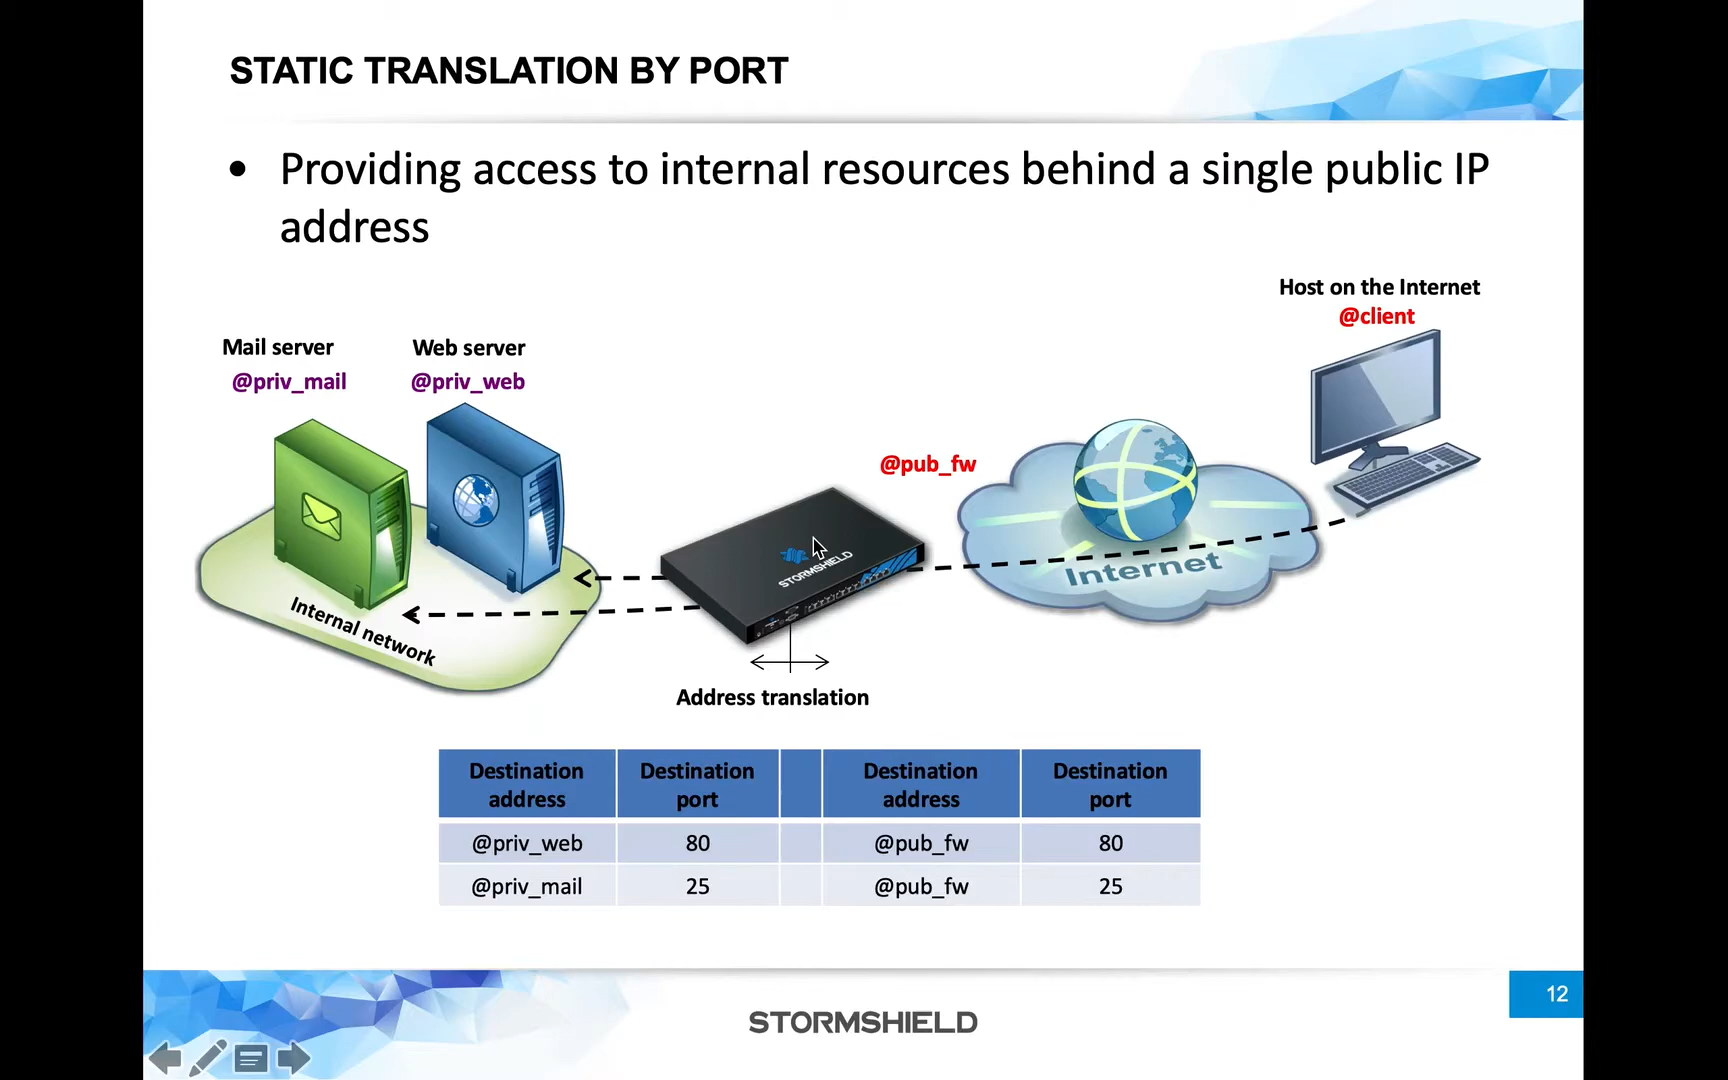 STATIC TRANSLATION BY PORT
• Providing access to internal resources behind a single public IP
address
Host on the Internet
@client
Mail server
@priv_mail
Web server
@priv_web
@pub_fw
STORMSHIELD
Internet
Internal network
Address translation
Destination address Destination port Destination address Destination port
@priv_web 80 @pub_fw 80
@priv_mail 25 @pub_fw 25
12
STORMSHIELD